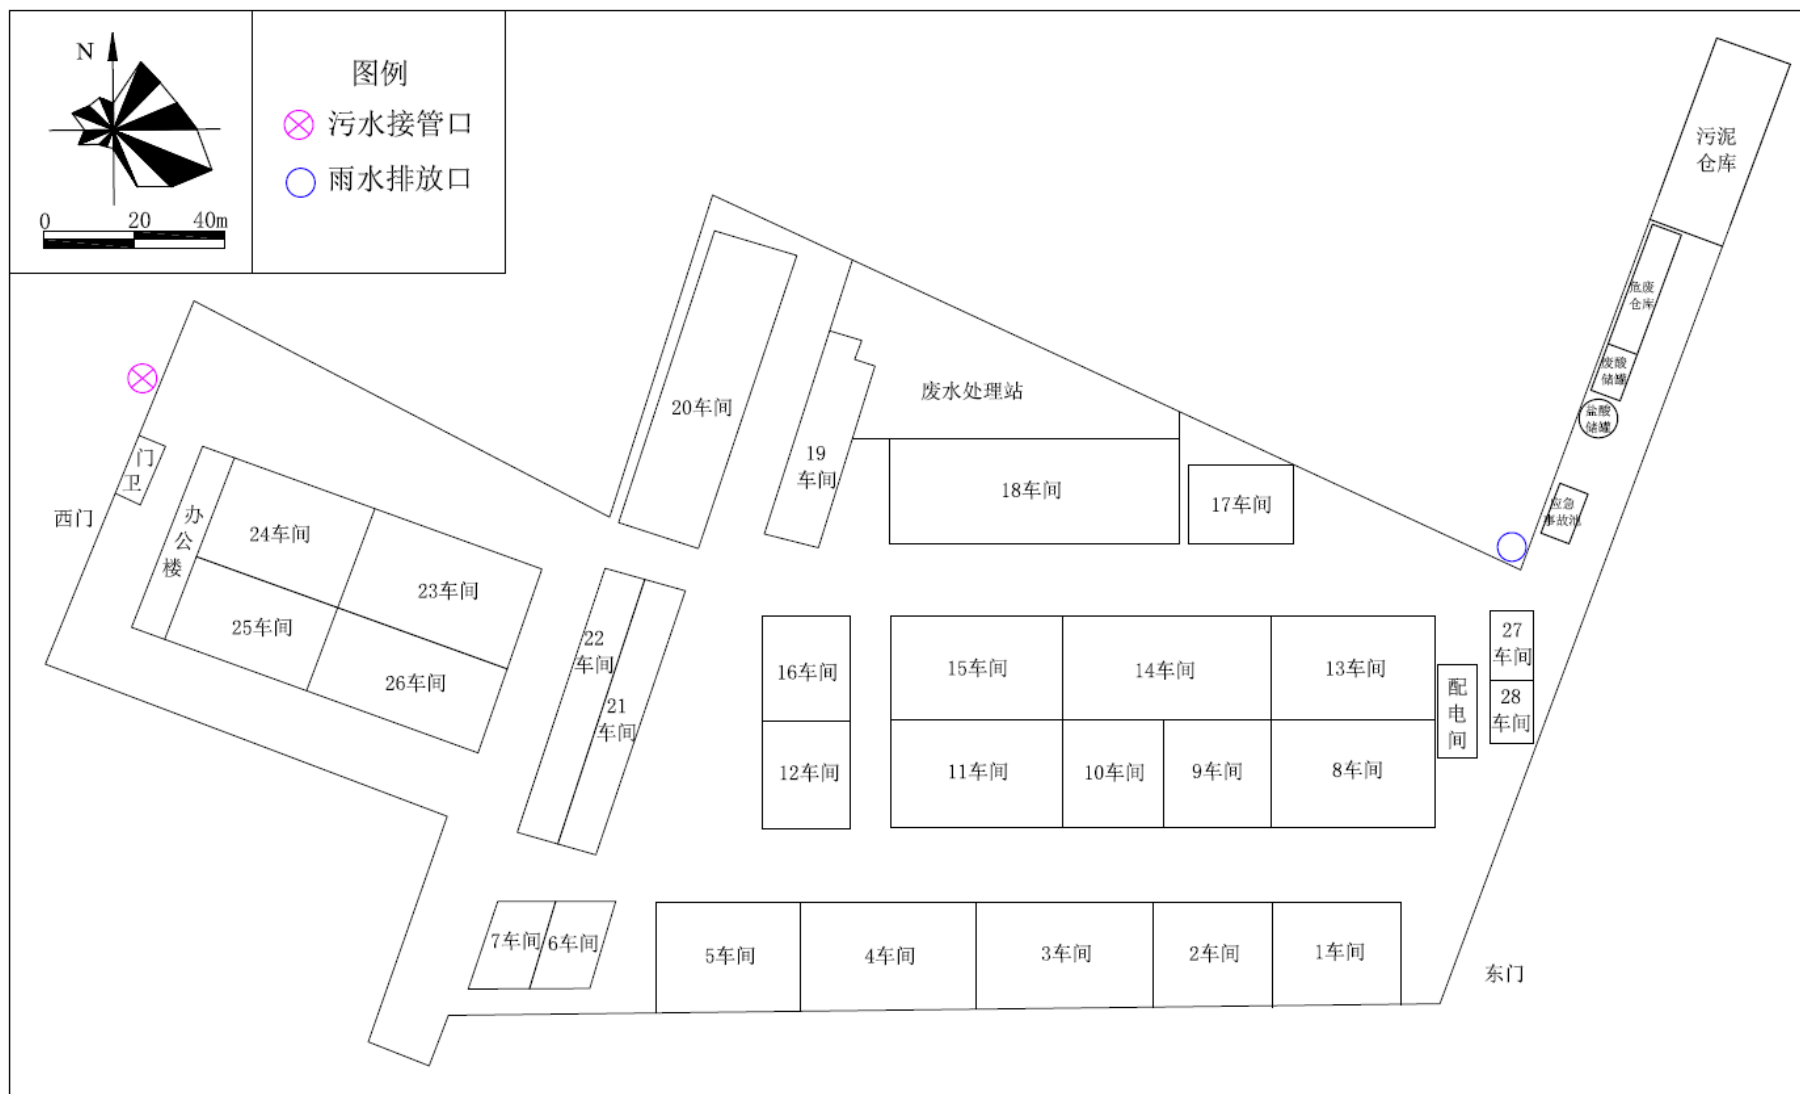 N
0 20 40m
图例
污水接管口
雨水排放口
污泥
仓库
危废
仓库
废酸
储罐
盐酸
储罐
应急
事故池
废水处理站
20车间
19
车间
18车间
17车间
门
卫
西门
办
公
楼
24车间
23车间
25车间
26车间
22
车间
21
车间
16车间
15车间
14车间
13车间
27
车间
28
车间
配
电
间
12车间
11车间
10车间
9车间
8车间
7车间
6车间
5车间
4车间
3车间
2车间
1车间
东门